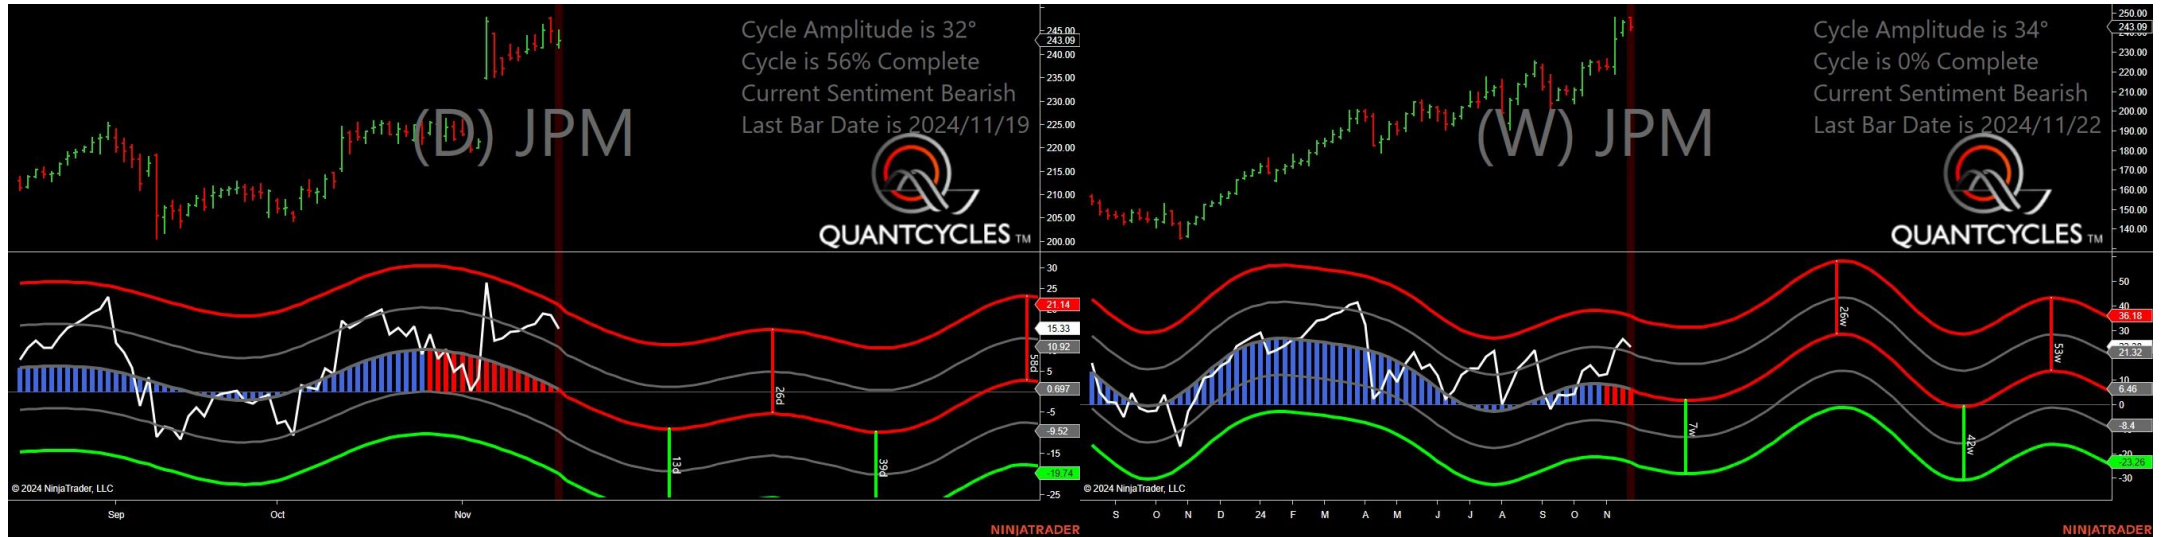 Cycle Amplitude is 32°
Cycle is 56% Complete
Current Sentiment Bearish
Last Bar Date is 2024/11/19
(D) JPM
QUANTCYCLES TM
245.00
243.09
240.00
235.00
230.00
225.00
220.00
215.00
210.00
205.00
200.00
30
25
21.14
15.33
10.92
5
0.697
-5
-9.52
-15
-19.74
-25
13d
26d
39d
58d
© 2024 NinjaTrader, LLC
Sep Oct Nov
NINJATRADER
Cycle Amplitude is 34°
Cycle is 0% Complete
Current Sentiment Bearish
Last Bar Date is 2024/11/22
(W) JPM
QUANTCYCLES TM
250.00
243.09
230.00
220.00
210.00
200.00
190.00
180.00
170.00
160.00
150.00
140.00
50
40
36.18
30
21.32
10
6.46
0
-8.4
-20
-23.26
-30
7w
26w
42w
53w
© 2024 NinjaTrader, LLC
S O N D 24 F M A M J J A S O N
NINJATRADER